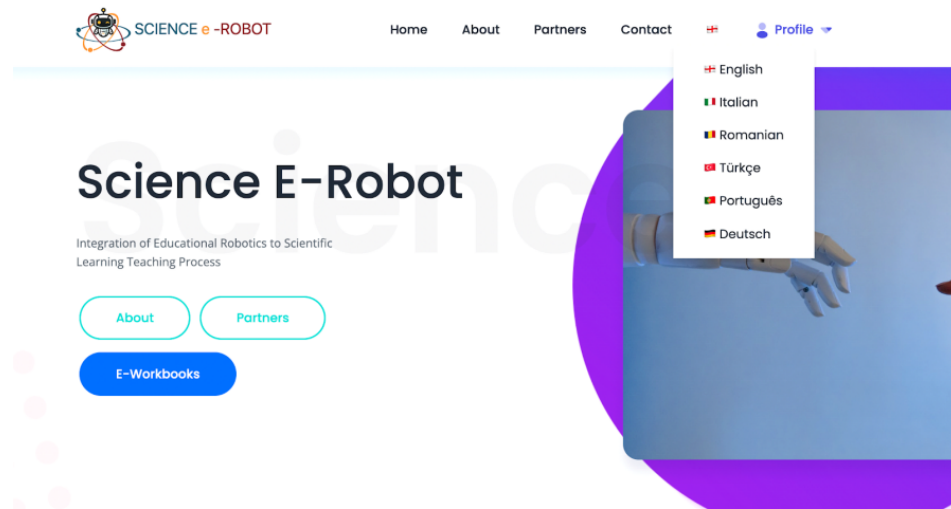 SCIENCE e -ROBOT
Home About Partners Contact Profile
English
Italian
Romanian
Türkçe
Português
Deutsch
Science
Science E-Robot
Integration of Educational Robotics to Scientific
Learning Teaching Process
About Partners
E-Workbooks